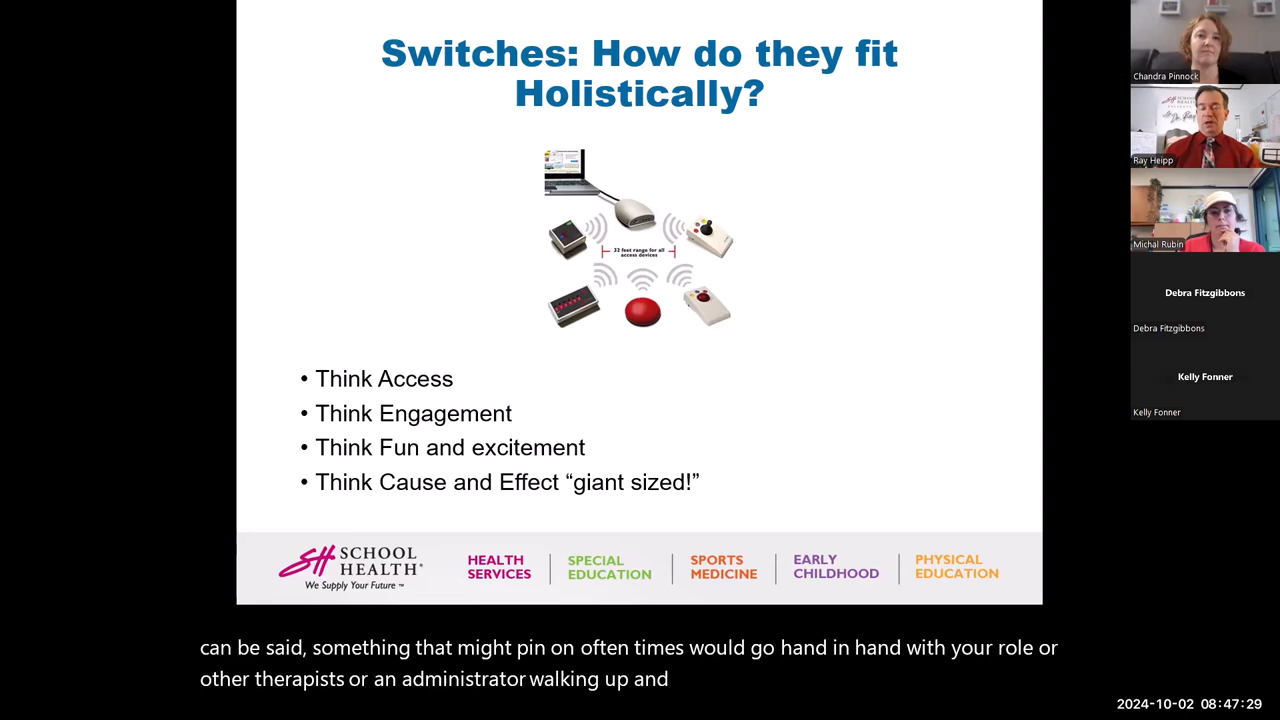 Switches: How do they fit
Holistically?
32 feet range for all
access devices
• Think Access
• Think Engagement
• Think Fun and excitement
• Think Cause and Effect “giant sized!”
SH SCHOOL
HEALTH®
We Supply Your Future ™
HEALTH
SERVICES
SPECIAL
EDUCATION
SPORTS
MEDICINE
EARLY
CHILDHOOD
PHYSICAL
EDUCATION
Chandra Pinnock
SCHOOL
HEALTH
Ray Heipp
Michal Rubin
Debra Fitzgibbons
Debra Fitzgibbons
Kelly Fonner
Kelly Fonner
can be said, something that might pin on often times would go hand in hand with your role or
other therapists or an administrator walking up and
2024-10-02 08:47:29